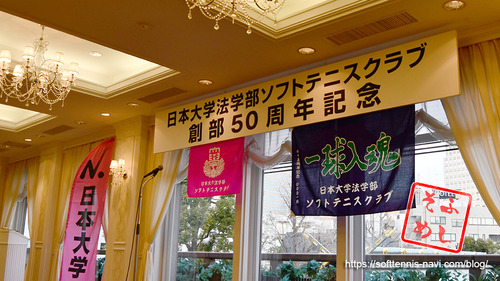 日本大学法学部ソフトテニスクラブ
創部50周年記念
日本大学法学部
ソフトテニスクラブ
一球入魂
日本大学法学部
ソフトテニスクラブ
N.
日本大学
そよ
めし
https://softtennis-navi.com/blog/